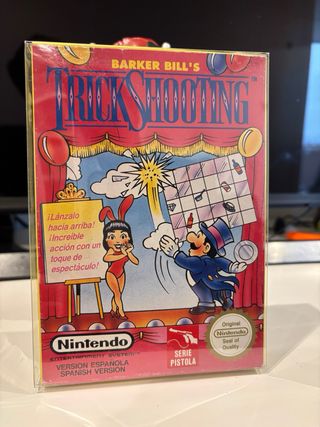 BARKER BILL'S
TRICK SHOOTING
TM
¡Lánzalo
hacia arriba!
¡Increíble
acción con un
toque de
espectáculo!
Nintendo
ENTERTAINMENT SYSTEM
VERSION ESPAÑOLA
SPANISH VERSION
SERIE
PISTOLA
Original
Nintendo
Seal of
Quality